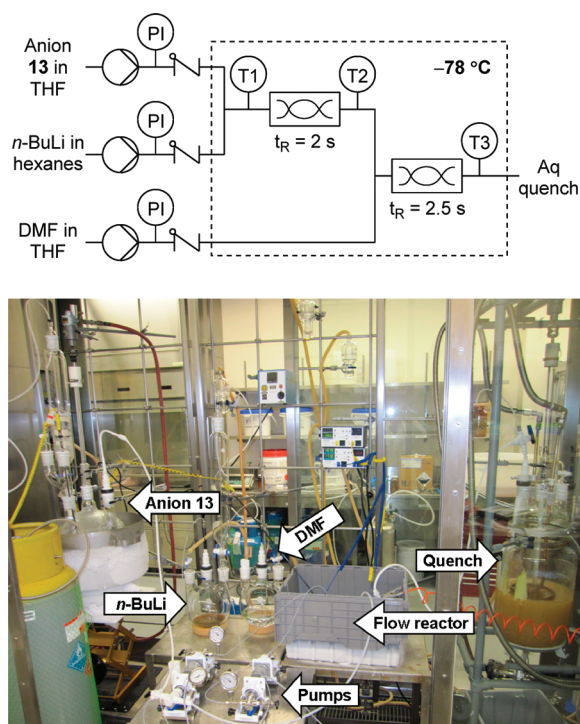 Anion
13 in
THF
PI
T1
T2
–78 °C
n-BuLi in
hexanes
PI
tR = 2 s
T3
Aq
quench
tR = 2.5 s
DMF in
THF
PI
Anion 13
DMF
n-BuLi
Quench
Flow reactor
Pumps